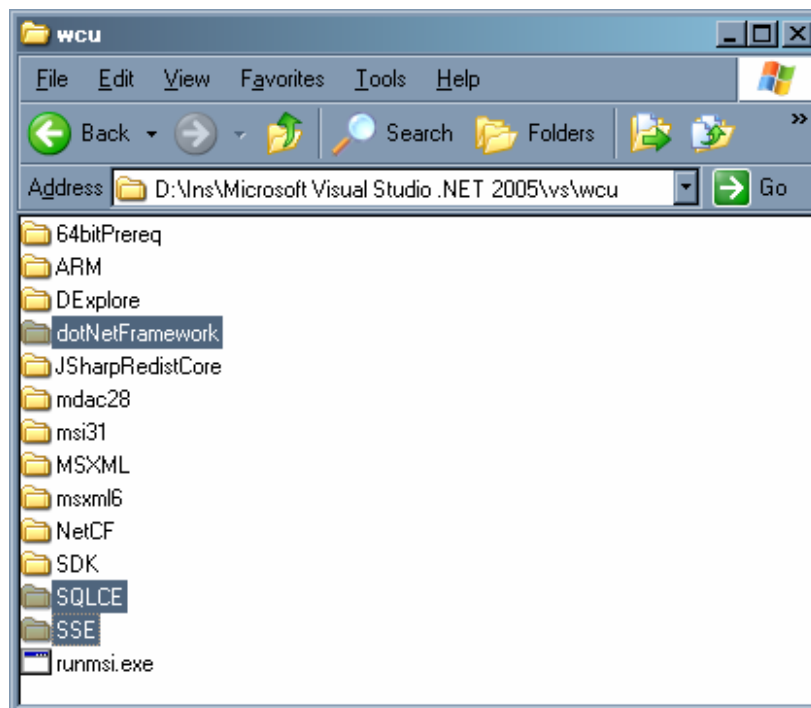 wcu
File Edit View Favorites Tools Help
Back Search Folders »
Address D:\Ins\Microsoft Visual Studio .NET 2005\vs\wcu Go
64bitPrereq
ARM
DExplore
dotNetFramework
JSharpRedistCore
mdac28
msi31
MSXML
msxml6
NetCF
SDK
SQLCE
SSE
runmsi.exe